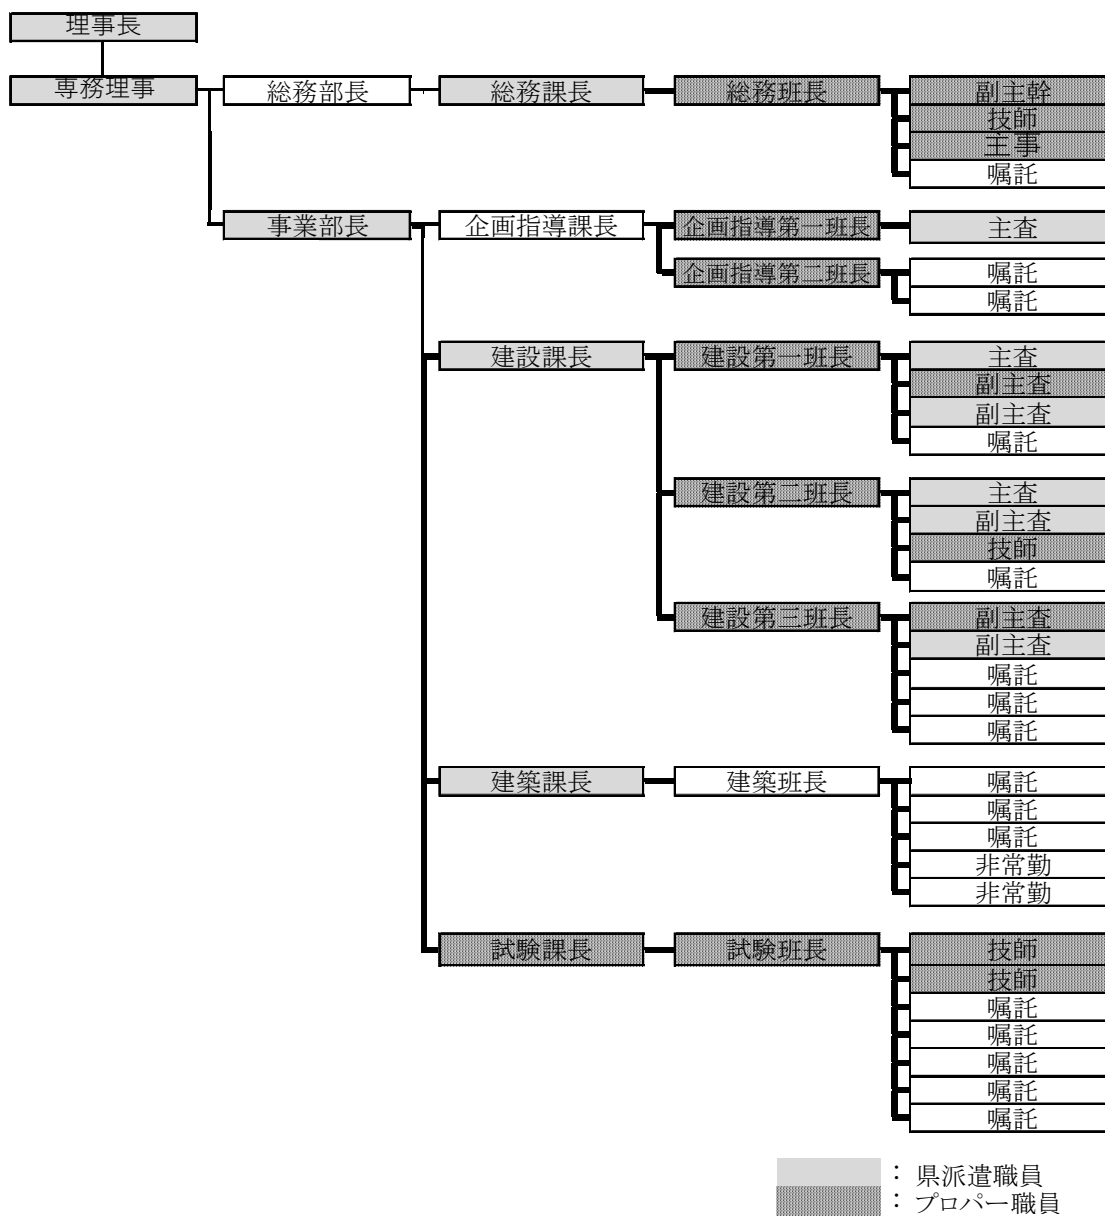 理事長
専務理事
総務部長
総務課長
総務班長
副主幹
技師
主事
嘱託
事業部長
企画指導課長
企画指導第一班長
主査
企画指導第二班長
嘱託
嘱託
建設課長
建設第一班長
主査
副主査
副主査
嘱託
建設第二班長
主査
副主査
技師
嘱託
建設第三班長
副主査
副主査
嘱託
嘱託
嘱託
建築課長
建築班長
嘱託
嘱託
嘱託
非常勤
非常勤
試験課長
試験班長
技師
技師
嘱託
嘱託
嘱託
嘱託
嘱託
：県派遣職員
：プロパー職員